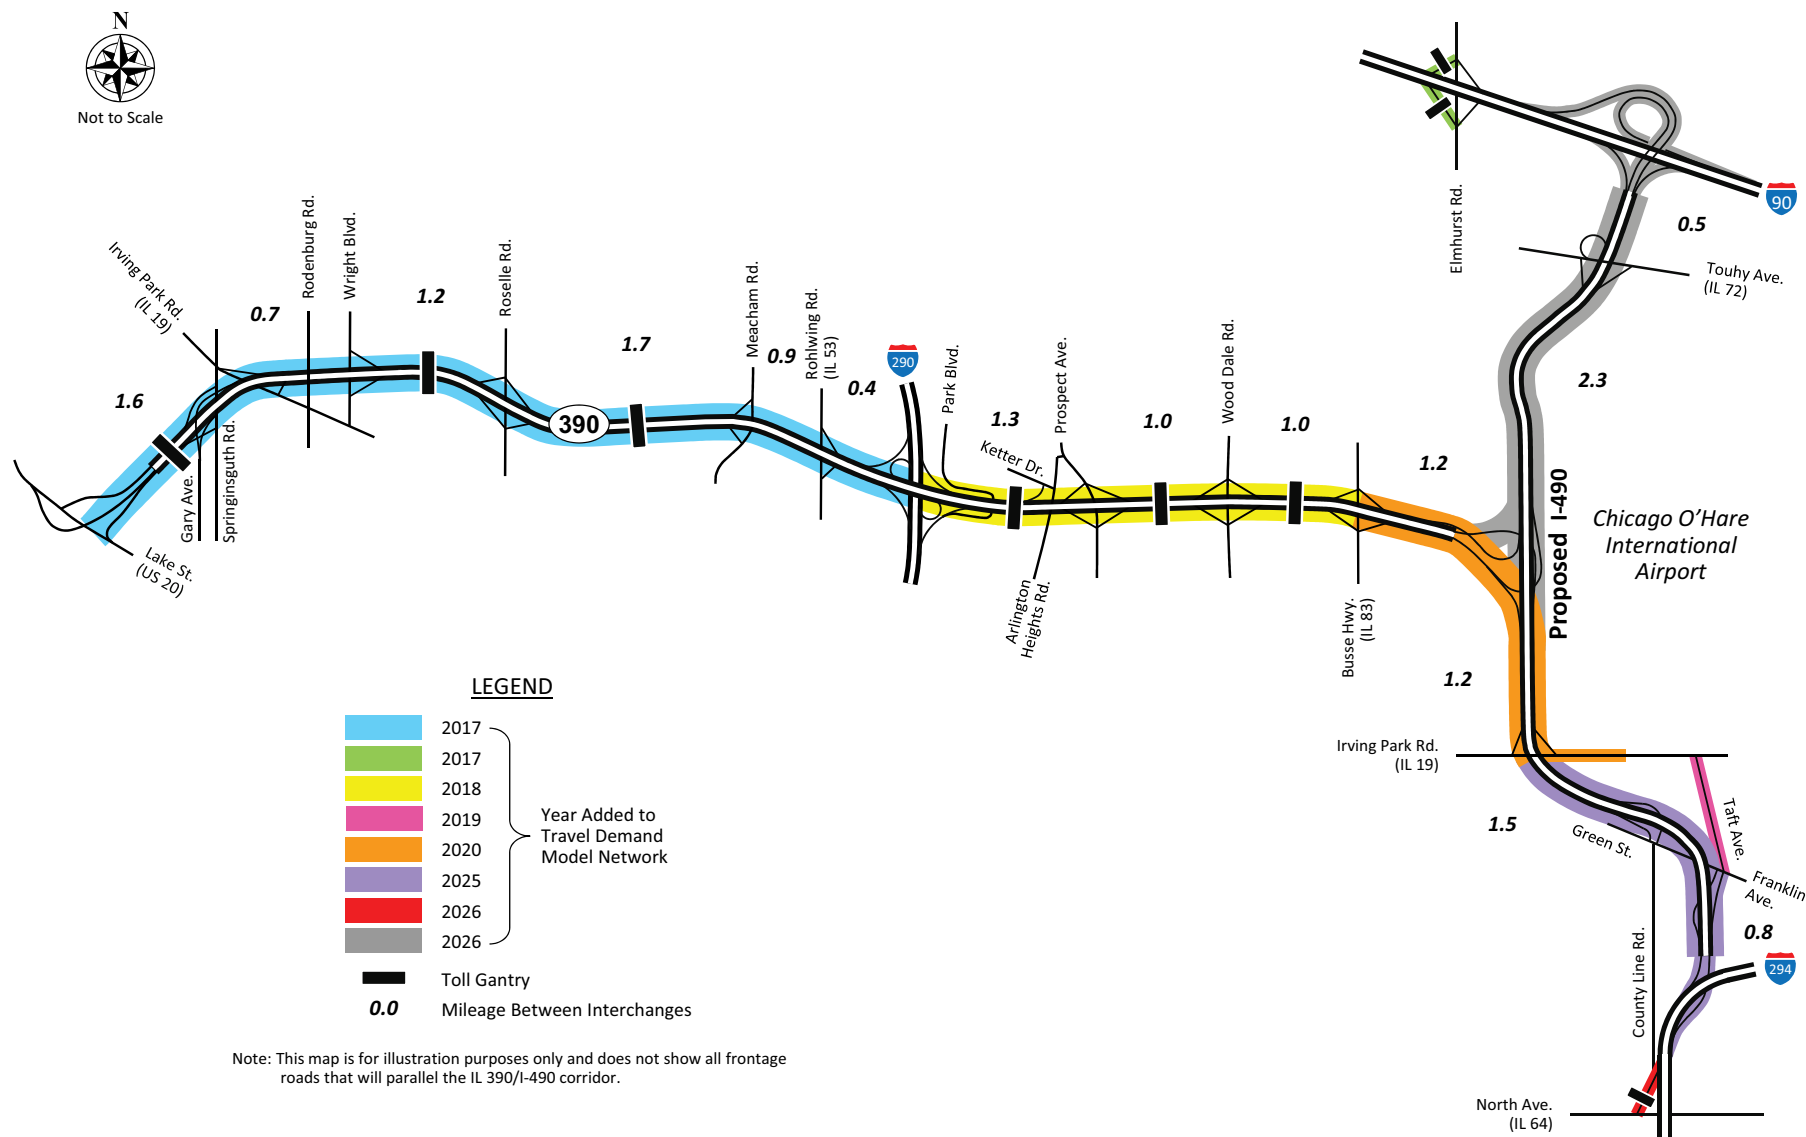 N
Not to Scale
Irving Park Rd.
(IL 19)
0.7
Rodenburg Rd.
Wright Blvd.
1.2
Roselle Rd.
1.7
Meacham Rd.
0.9
Rohlwing Rd.
(IL 53)
0.4
290
Park Blvd.
1.3
Ketter Dr.
Prospect Ave.
1.0
Wood Dale Rd.
1.0
1.2
Elmhurst Rd.
90
0.5
Touhy Ave.
(IL 72)
2.3
1.6
390
Gary Ave.
Springinsguth Rd.
Lake St.
(US 20)
Arlington
Heights Rd.
Busse Hwy.
(IL 83)
Proposed I-490
Chicago O’Hare
International
Airport
1.2
Irving Park Rd.
(IL 19)
1.5
Green St.
Taft Ave.
Franklin
Ave.
0.8
294
County Line Rd.
North Ave.
(IL 64)
LEGEND
2017
2017
2018
2019
2020
2025
2026
2026
Year Added to
Travel Demand
Model Network
Toll Gantry
0.0 Mileage Between Interchanges
Note: This map is for illustration purposes only and does not show all frontage
roads that will parallel the IL 390/I-490 corridor.